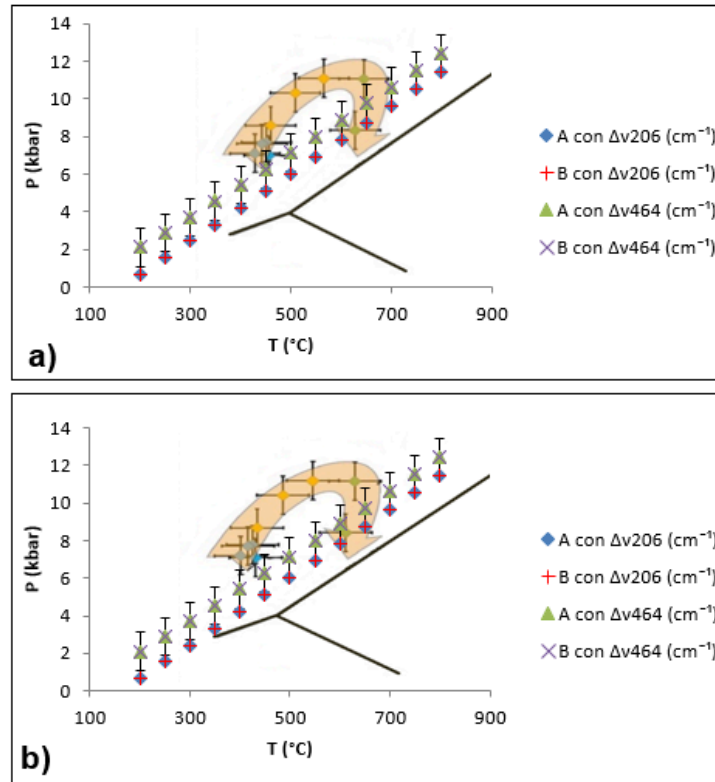 14
12
10
8
6
4
2
0
P (kbar)
100 300 500 700 900
T (°C)
a)
A con Δv206 (cm⁻¹)
B con Δv206 (cm⁻¹)
A con Δv464 (cm⁻¹)
B con Δv464 (cm⁻¹)
14
12
10
8
6
4
2
0
P (kbar)
100 300 500 700 900
T (°C)
b)
A con Δv206 (cm⁻¹)
B con Δv206 (cm⁻¹)
A con Δv464 (cm⁻¹)
B con Δv464 (cm⁻¹)